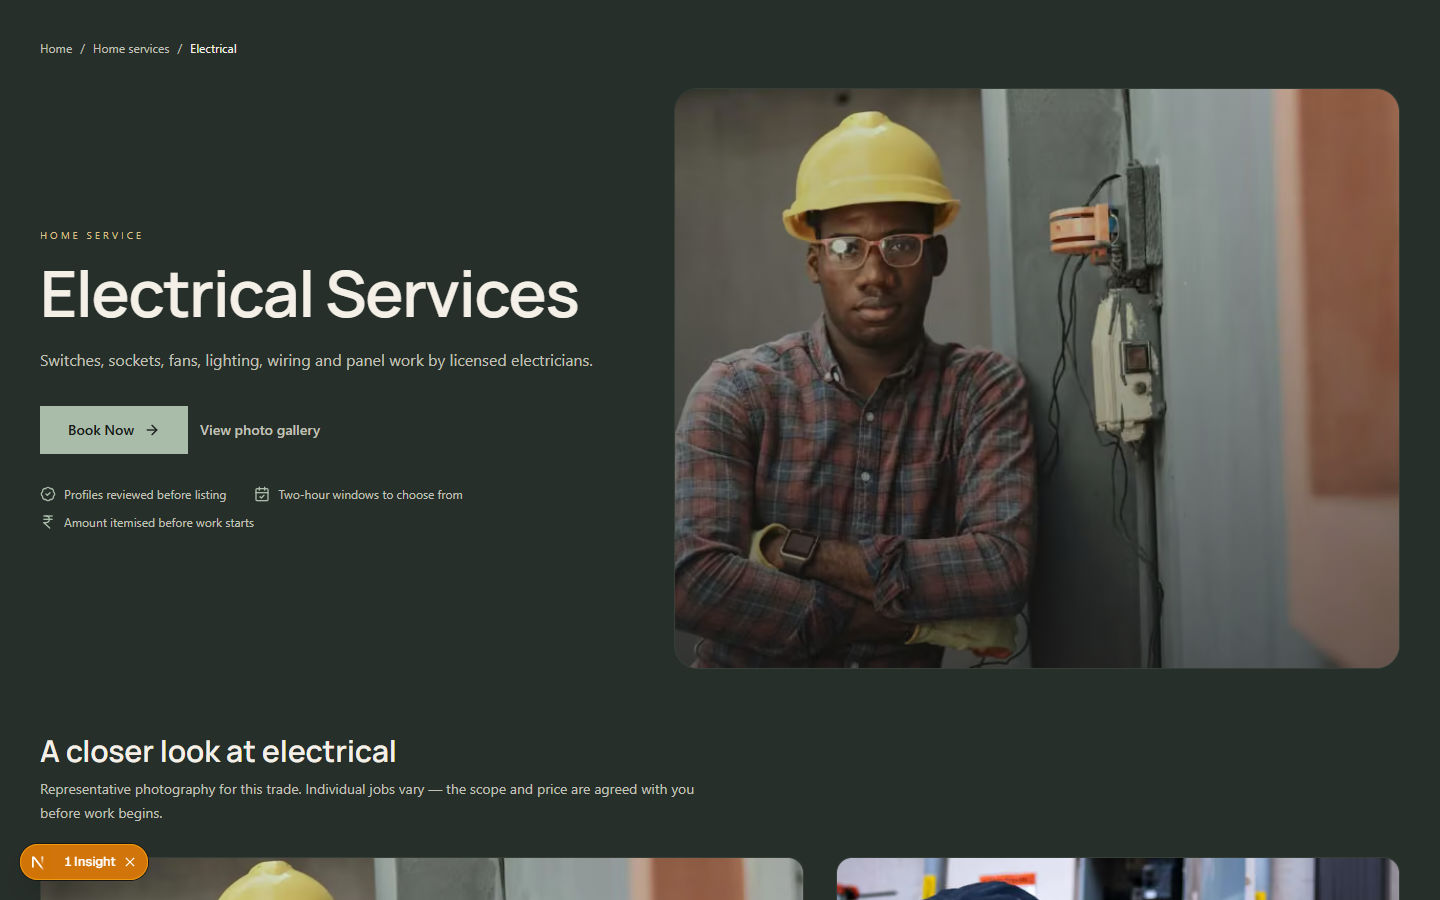 Home / Home services / Electrical
HOME SERVICE
Electrical Services
Switches, sockets, fans, lighting, wiring and panel work by licensed electricians.
Book Now → View photo gallery
Profiles reviewed before listing Two-hour windows to choose from
₹ Amount itemised before work starts
A closer look at electrical
Representative photography for this trade. Individual jobs vary — the scope and price are agreed with you
before work begins.
N 1 Insight ×